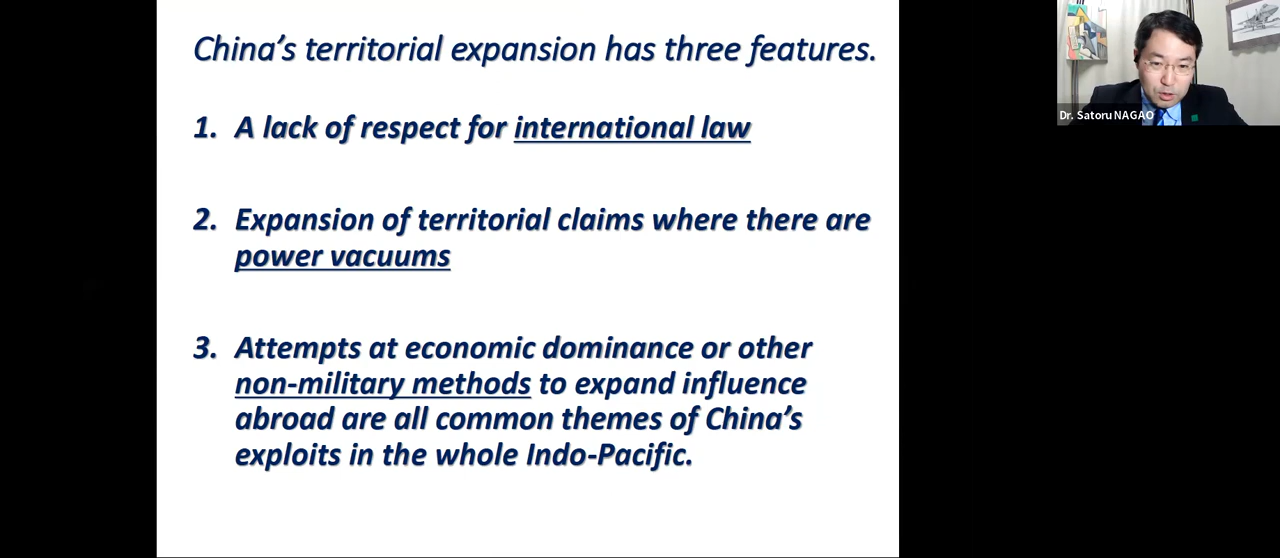 China’s territorial expansion has three features.
1. A lack of respect for international law
2. Expansion of territorial claims where there are
power vacuums
3. Attempts at economic dominance or other
non-military methods to expand influence
abroad are all common themes of China’s
exploits in the whole Indo-Pacific.
Dr. Satoru NAGAO